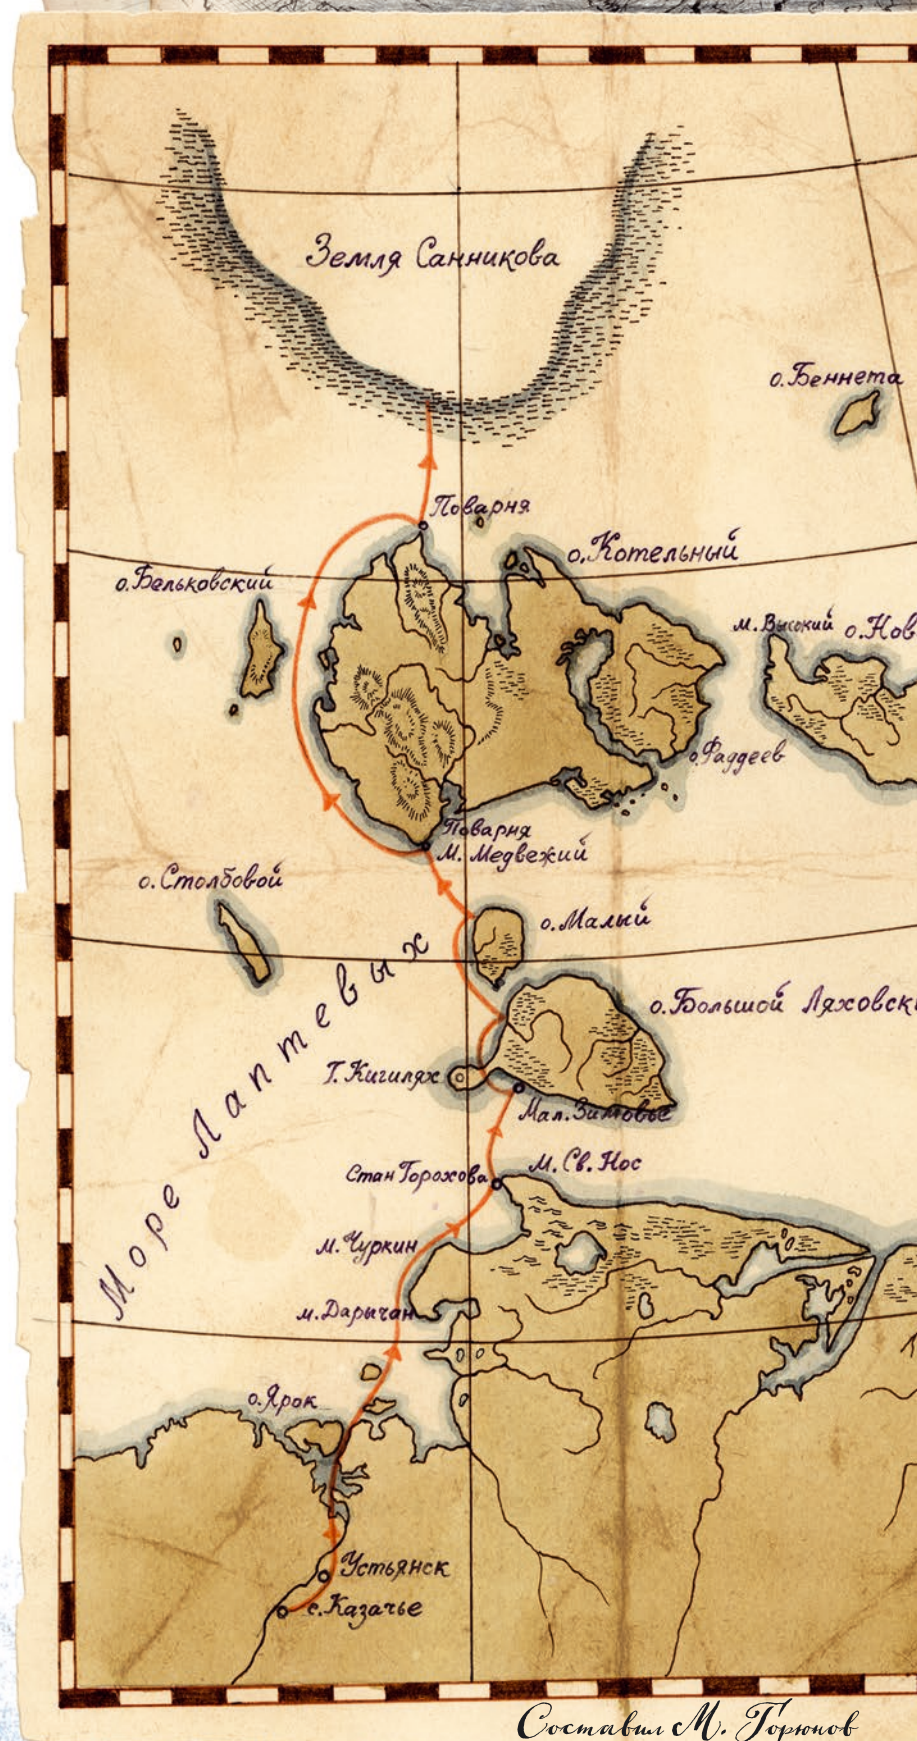 Земля Санникова
о.Беннета
Поварня
о.Котельный
о.Бельковский
м.Высокий
о.Нов
о.Фаддеев
Поварня
М. Медвежий
о.Столбовой
о.Малый
о.Большой Ляховск
Море Лаптевых
Г.Кигилях
Мал.Зимовье
Стан Горохова
М.Св.Нос
м.Чуркин
м.Дарычан
о.Ярок
Устьянск
с.Казачье
Составил М. Горюнов